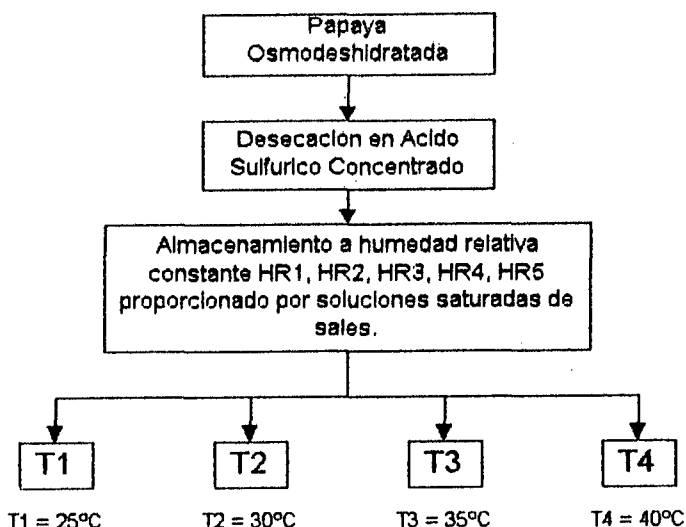 Papaya
Osmodeshidratada
Desecación en Acido
Sulfurico Concentrado
Almacenamiento a humedad relativa
constante HR1, HR2, HR3, HR4, HR5
proporcionado por soluciones saturadas de
sales.
T1 T2 T3 T4
T1 = 25ºC T2 = 30ºC T3 = 35ºC T4 = 40ºC